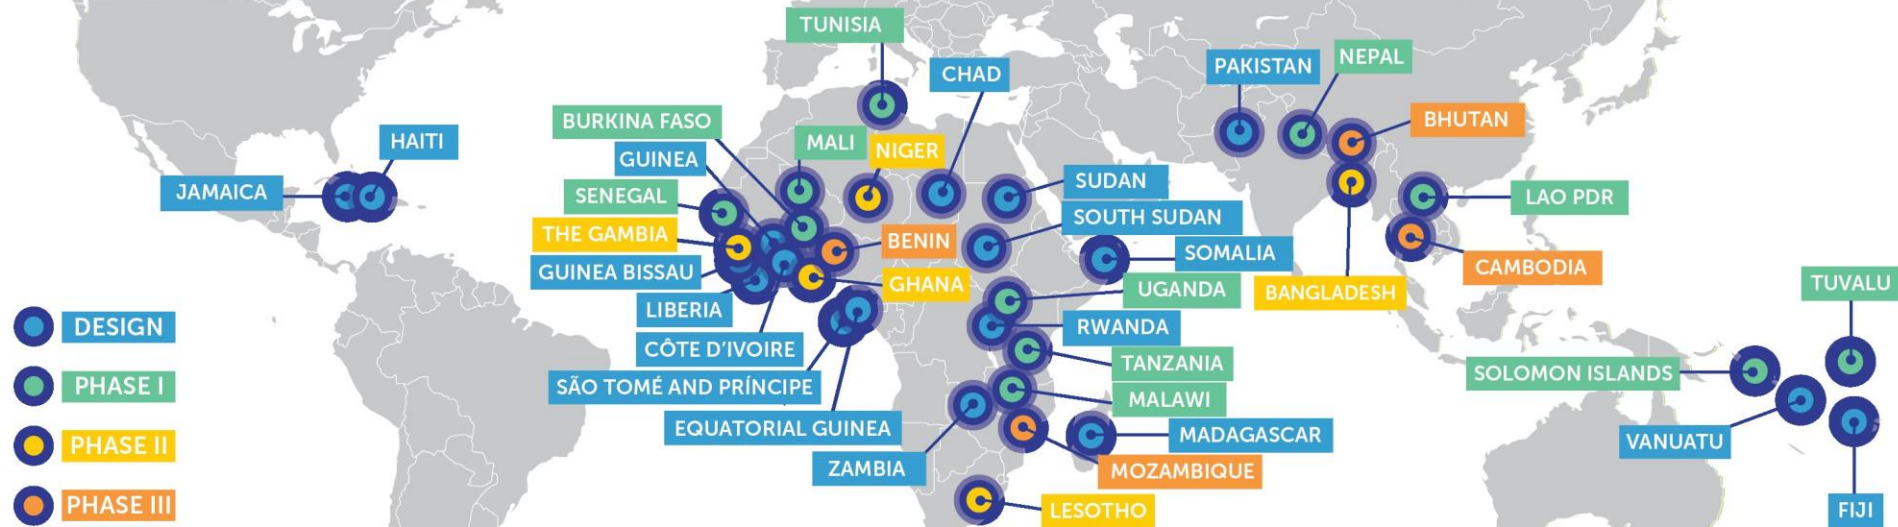 TUNISIA
CHAD
PAKISTAN
NEPAL
BURKINA FASO
MALI
NIGER
BHUTAN
HAITI
GUINEA
JAMAICA
SENEGAL
SUDAN
LAO PDR
THE GAMBIA
SOUTH SUDAN
BENIN
SOMALIA
GUINEA BISSAU
GHANA
UGANDA
BANGLADESH
CAMBODIA
TUVALU
LIBERIA
RWANDA
DESIGN
CÔTE D'IVOIRE
TANZANIA
SOLOMON ISLANDS
PHASE I
SÃO TOMÉ AND PRÍNCIPE
MALAWI
EQUATORIAL GUINEA
MADAGASCAR
VANUATU
PHASE II
ZAMBIA
MOZAMBIQUE
PHASE III
LESOTHO
FIJI